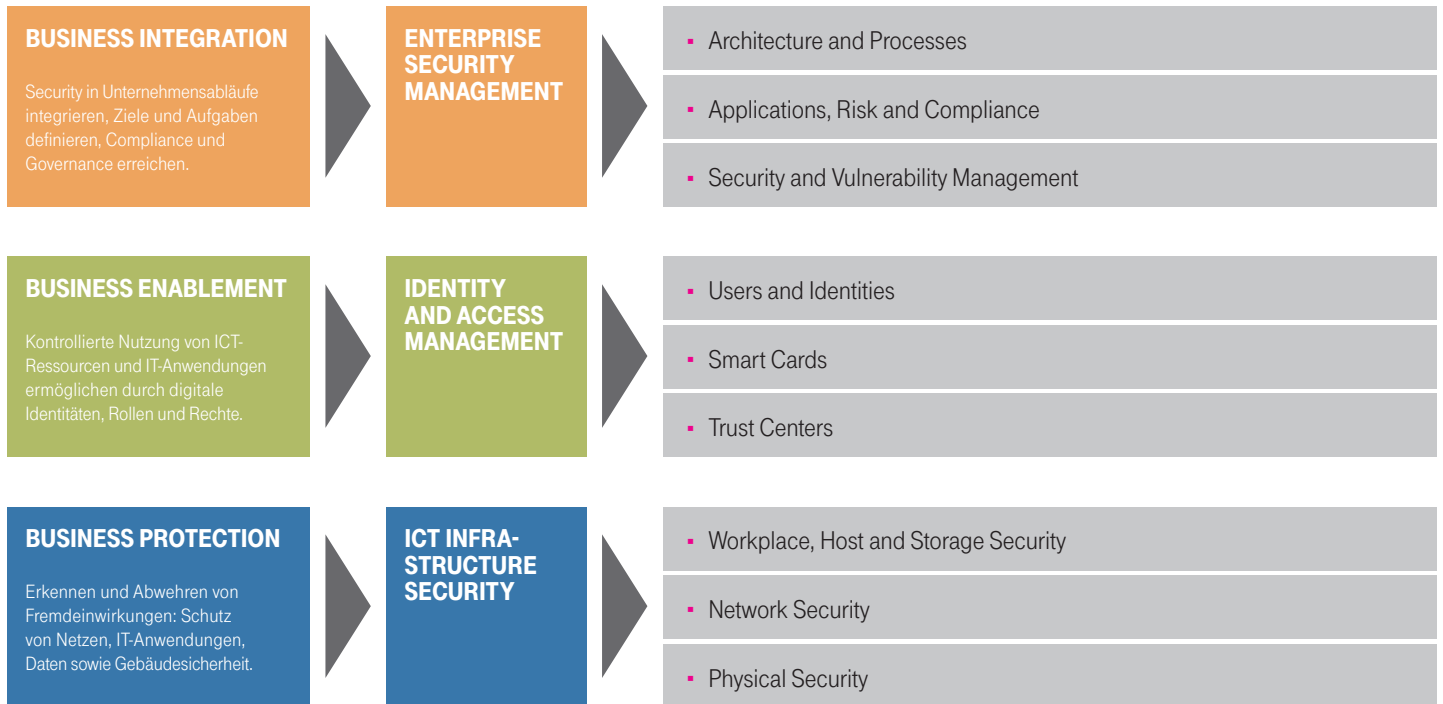 BUSINESS INTEGRATION
Security in Unternehmensabläufe
integrieren, Ziele und Aufgaben
definieren, Compliance und
Governance erreichen.
ENTERPRISE
SECURITY
MANAGEMENT
▪ Architecture and Processes
▪ Applications, Risk and Compliance
▪ Security and Vulnerability Management
BUSINESS ENABLEMENT
Kontrollierte Nutzung von ICT-
Ressourcen und IT-Anwendungen
ermöglichen durch digitale
Identitäten, Rollen und Rechte.
IDENTITY
AND ACCESS
MANAGEMENT
▪ Users and Identities
▪ Smart Cards
▪ Trust Centers
BUSINESS PROTECTION
Erkennen und Abwehren von
Fremdeinwirkungen: Schutz
von Netzen, IT-Anwendungen,
Daten sowie Gebäudesicherheit.
ICT INFRA-
STRUCTURE
SECURITY
▪ Workplace, Host and Storage Security
▪ Network Security
▪ Physical Security